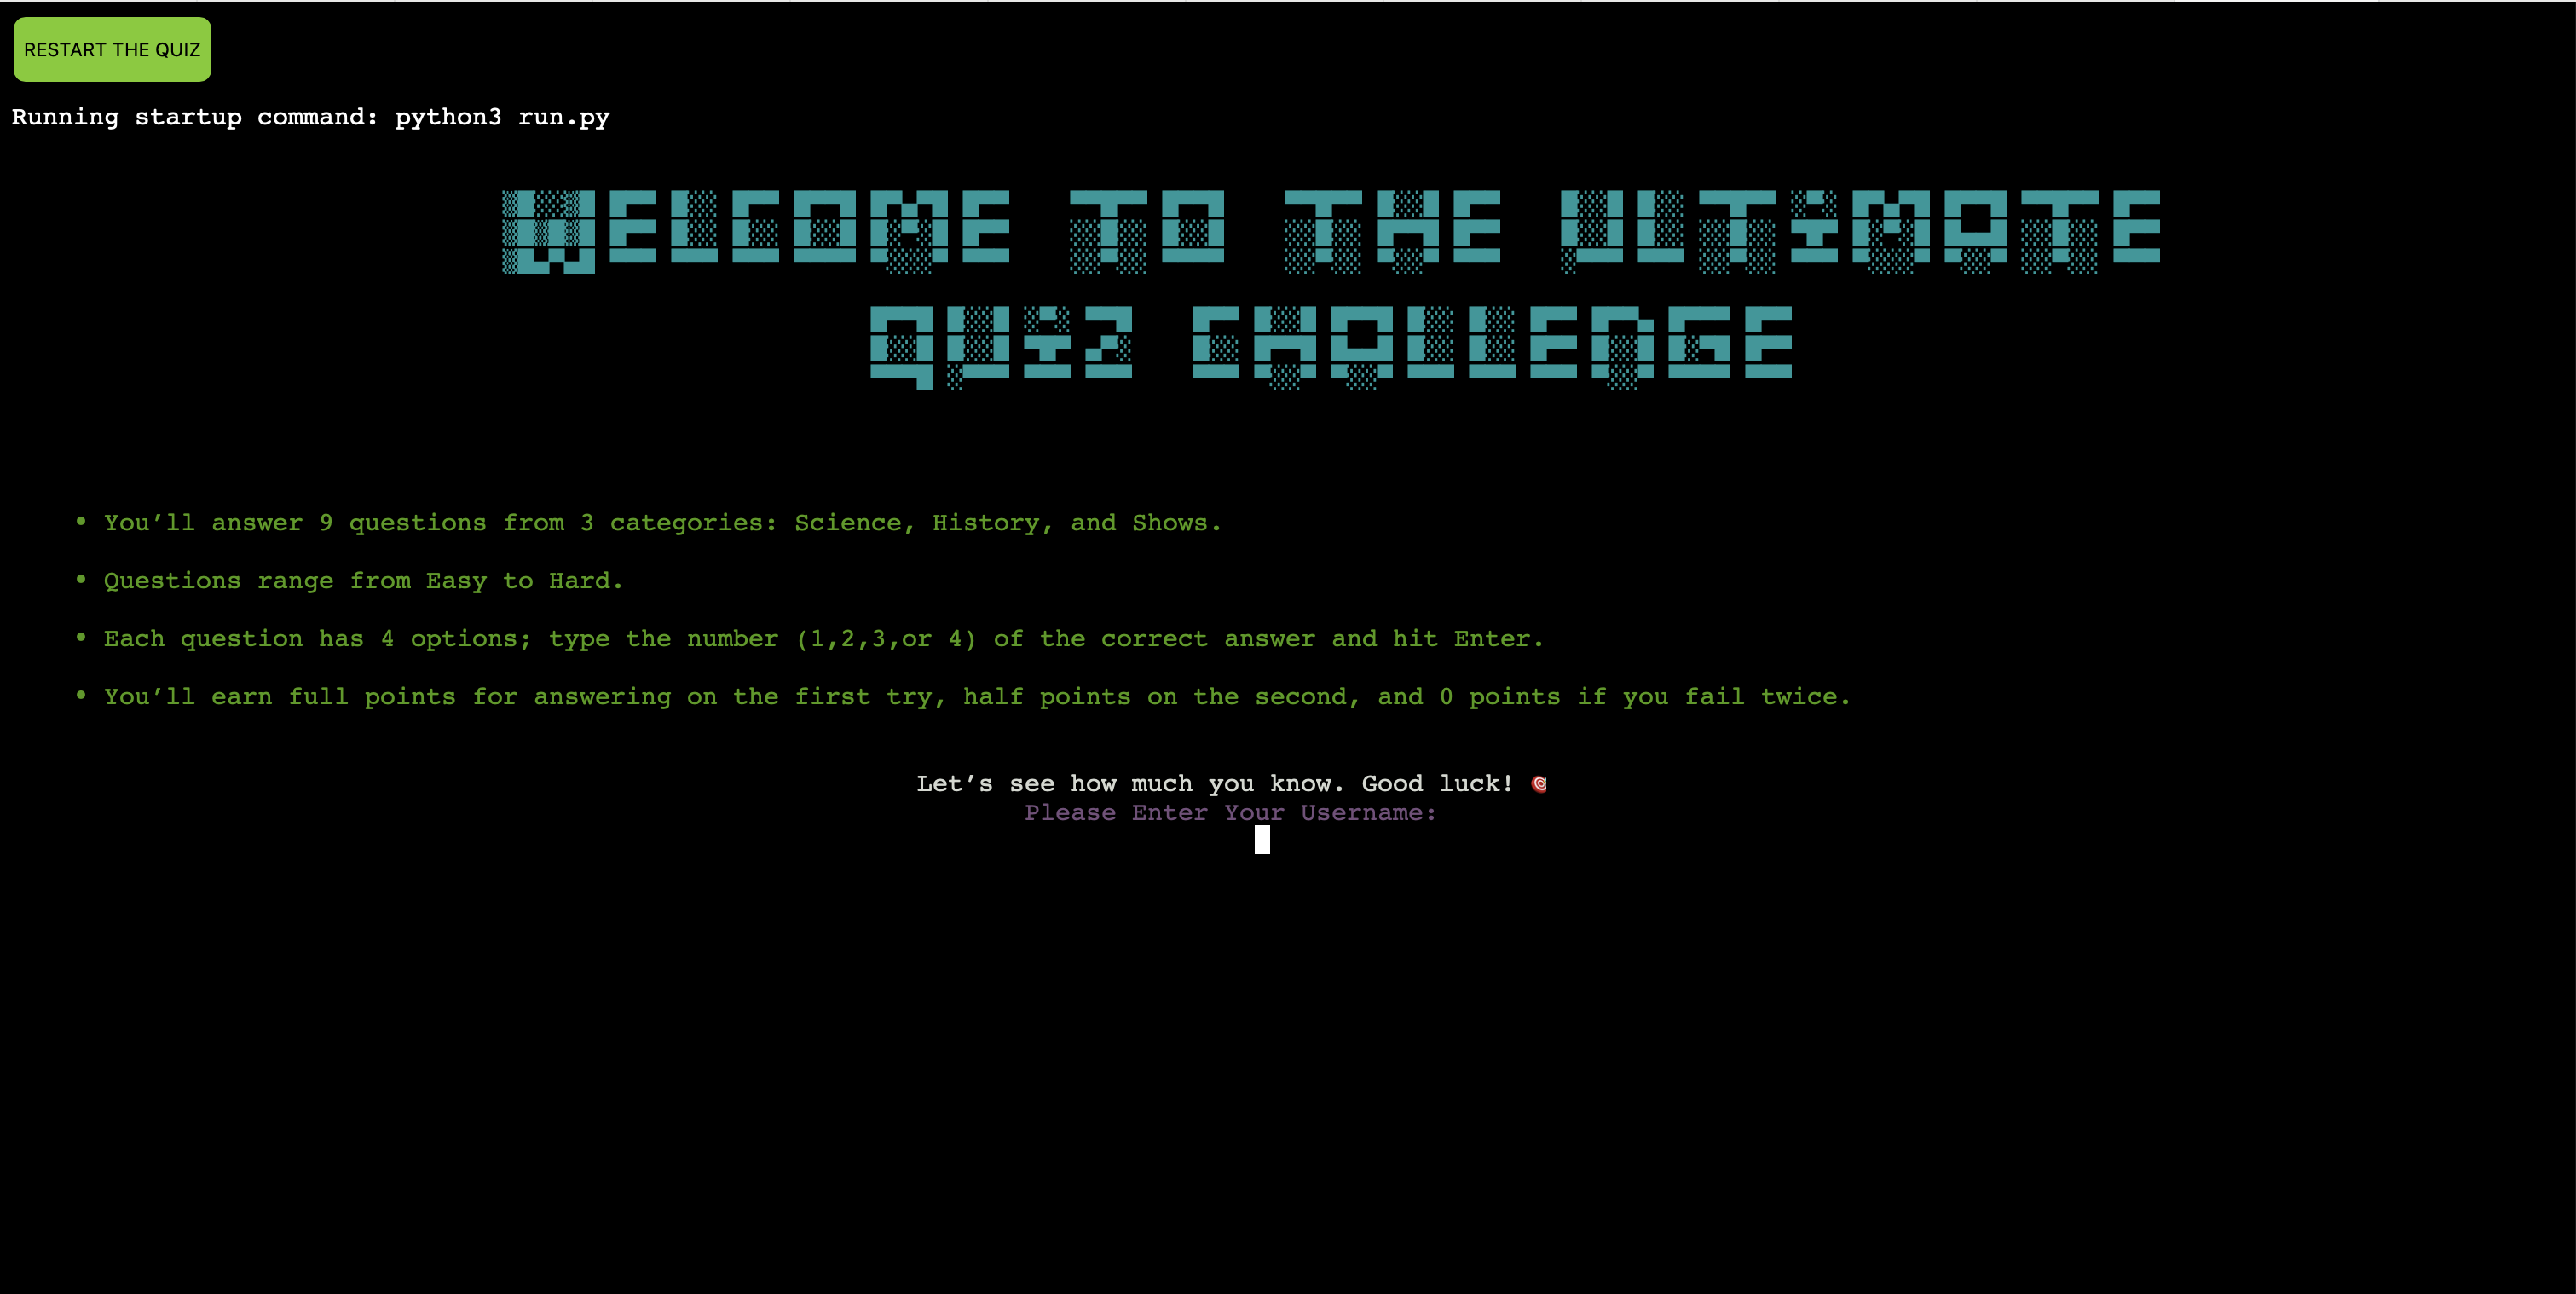 RESTART THE QUIZ
Running startup command: python3 run.py
WELCOME TO THE ULTIMATE
QUIZ CHALLENGE
• You’ll answer 9 questions from 3 categories: Science, History, and Shows.
• Questions range from Easy to Hard.
• Each question has 4 options; type the number (1,2,3,or 4) of the correct answer and hit Enter.
• You’ll earn full points for answering on the first try, half points on the second, and 0 points if you fail twice.
Let’s see how much you know. Good luck! 🎯
Please Enter Your Username: